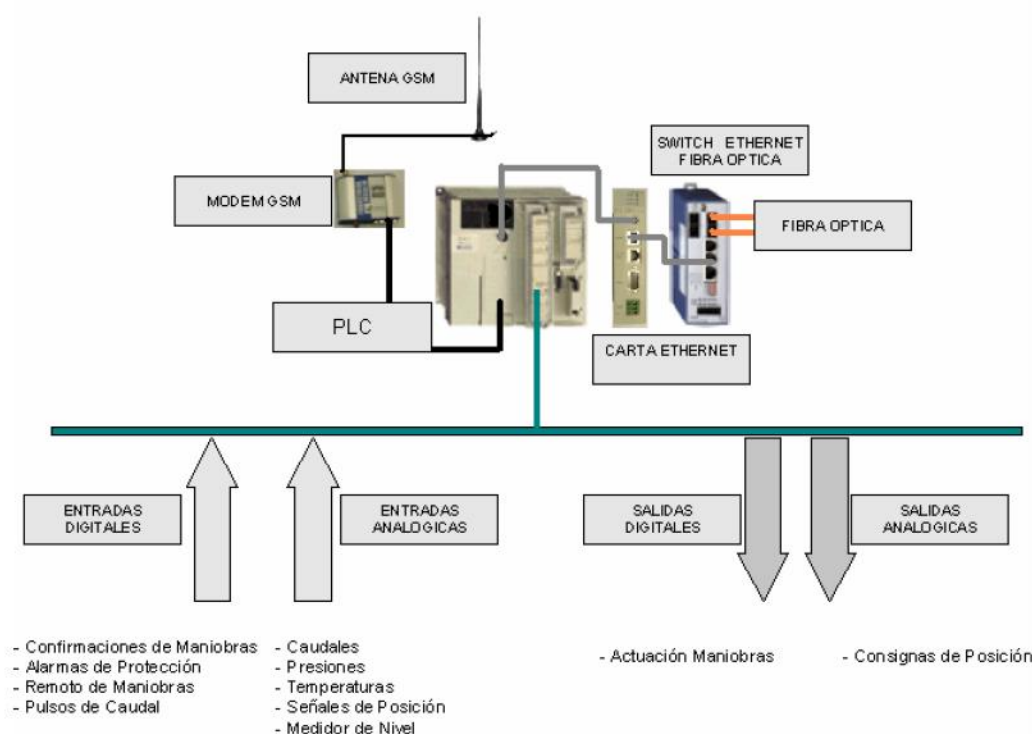 ANTENA GSM
SWITCH ETHERNET
FIBRA OPTICA
MODEM GSM
FIBRA OPTICA
PLC
CARTA ETHERNET
ENTRADAS
DIGITALES
ENTRADAS
ANALOGICAS
SALIDAS
DIGITALES
SALIDAS
ANALOGICAS
- Confirmaciones de Maniobras
- Alarmas de Protección
- Remoto de Maniobras
- Pulsos de Caudal
- Caudales
- Presiones
- Temperaturas
- Señales de Posición
- Medidor de Nivel
- Actuación Maniobras
- Consignas de Posición